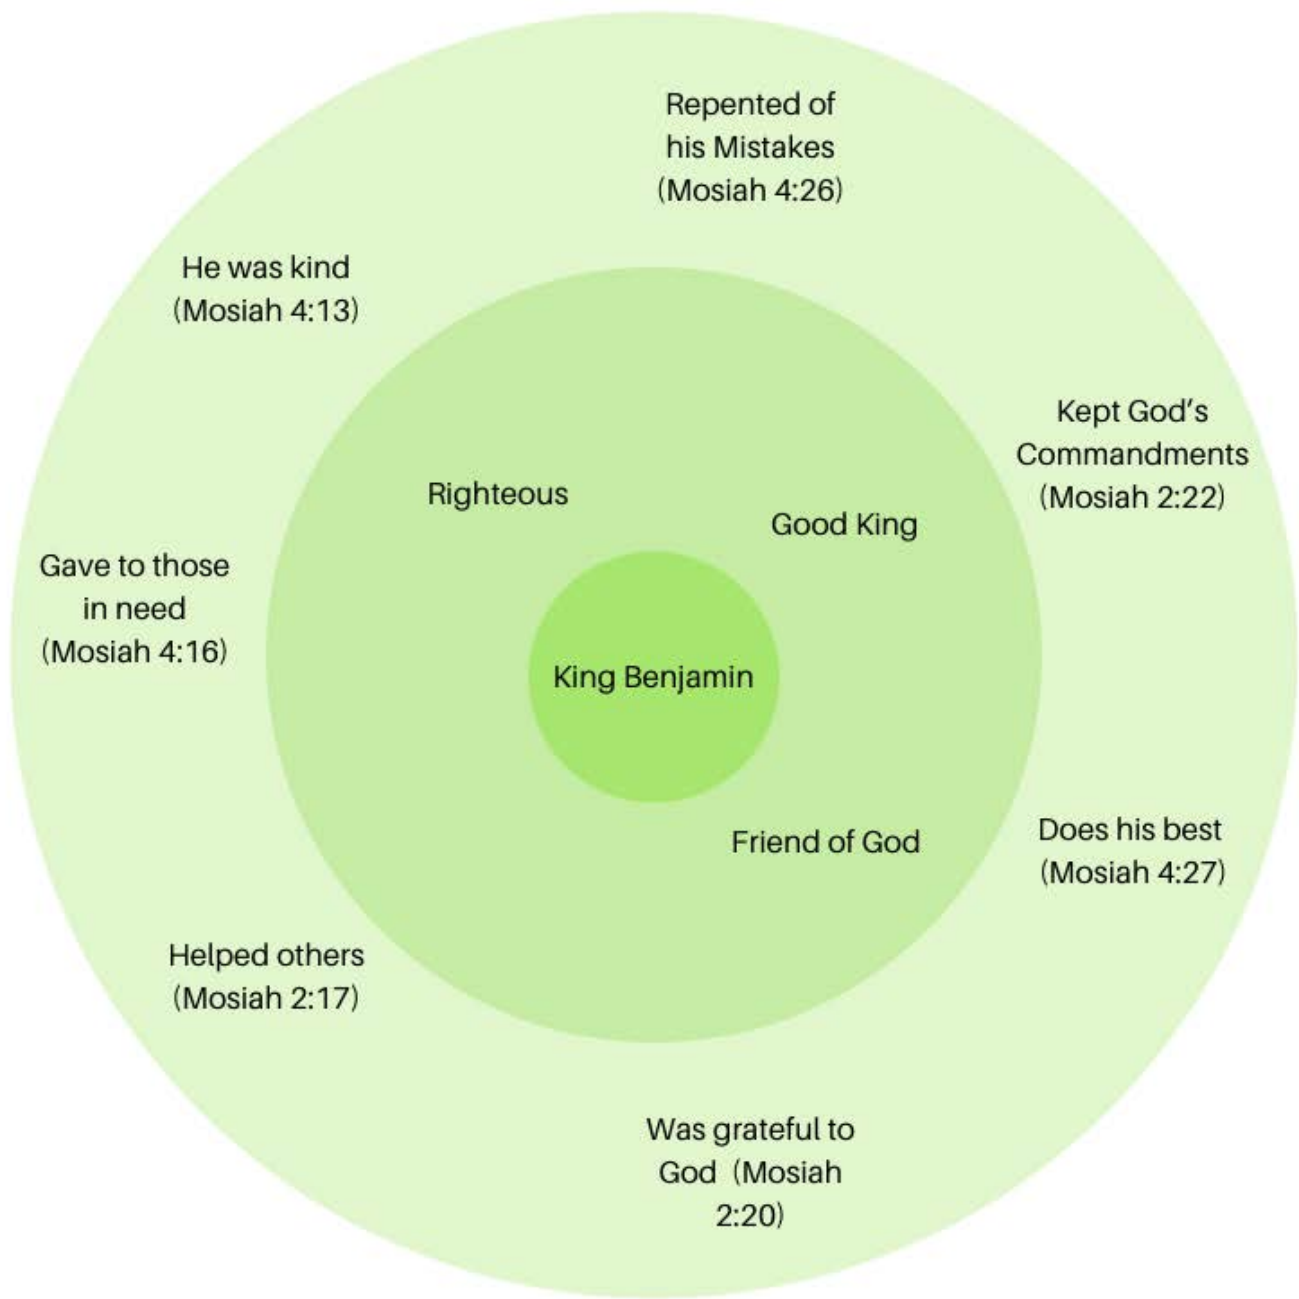 Repented of
his Mistakes
(Mosiah 4:26)
He was kind
(Mosiah 4:13)
Kept God’s
Commandments
(Mosiah 2:22)
Righteous
Good King
Gave to those
in need
(Mosiah 4:16)
King Benjamin
Friend of God
Does his best
(Mosiah 4:27)
Helped others
(Mosiah 2:17)
Was grateful to
God (Mosiah
2:20)